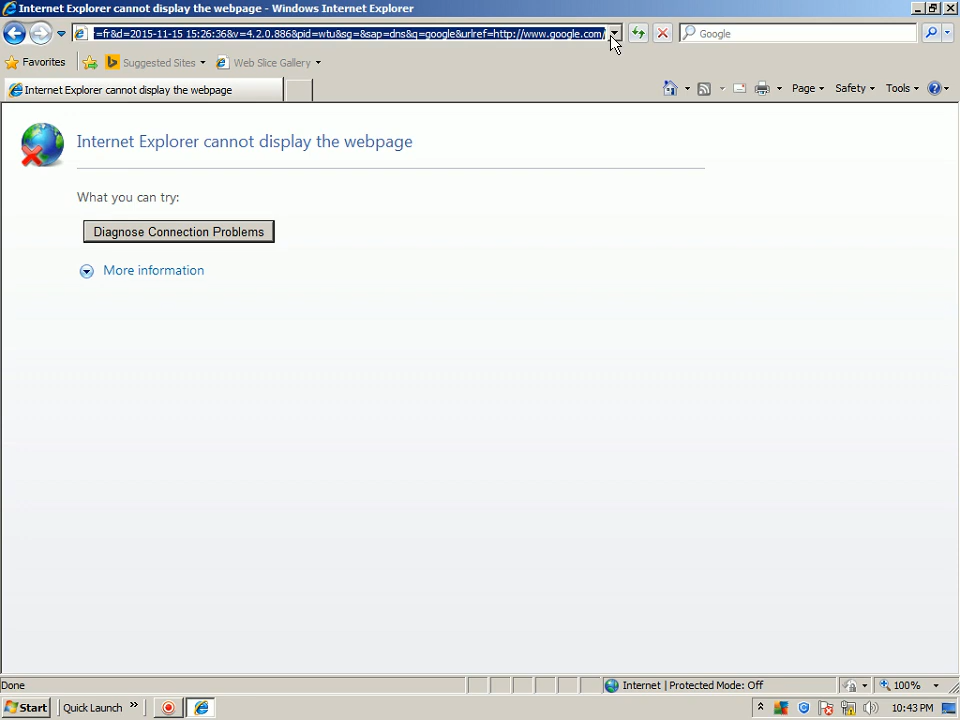 Internet Explorer cannot display the webpage - Windows Internet Explorer
r=fr&d=2015-11-15 15:26:36&v=4.2.0.886&pid=wtu&sg=&sap=dns&q=google&urlref=http://www.google.com/
Google
Favorites
Suggested Sites
Web Slice Gallery
Internet Explorer cannot display the webpage
Page
Safety
Tools
Internet Explorer cannot display the webpage
What you can try:
Diagnose Connection Problems
More information
Done
Internet | Protected Mode: Off
100%
Start
Quick Launch
10:43 PM